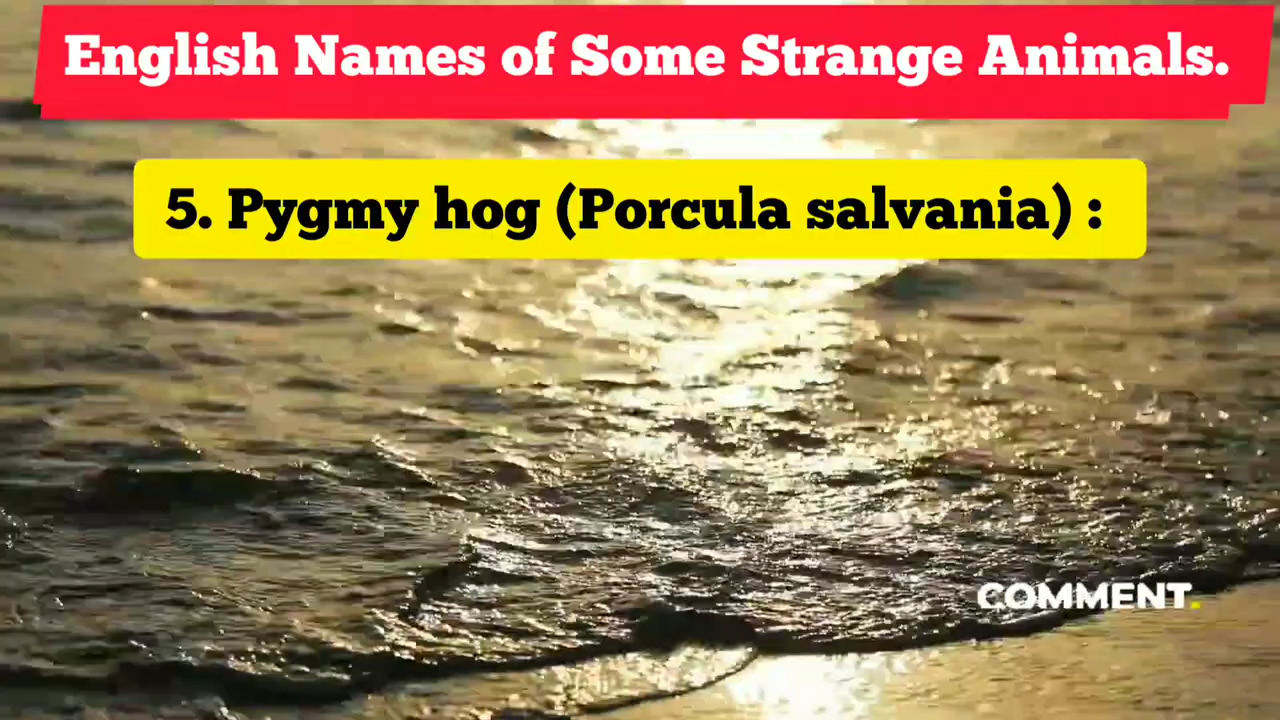 English Names of Some Strange Animals.
5. Pygmy hog (Porcula salvania) :
COMMENT.